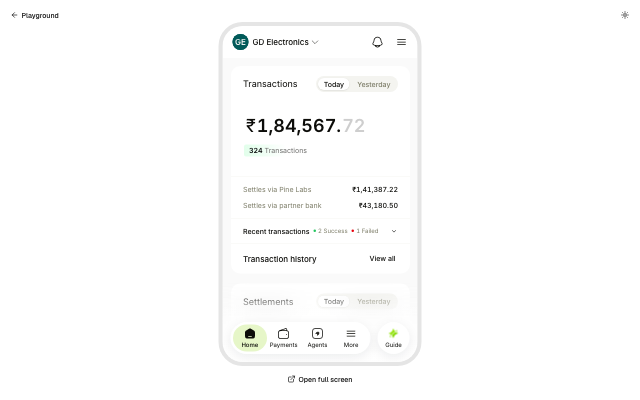 Playground
GE GD Electronics
Transactions Today Yesterday
₹1,84,567.72
324 Transactions
Settles via Pine Labs ₹1,41,387.22
Settles via partner bank ₹43,180.50
Recent transactions 2 Success 1 Failed
Transaction history View all
Settlements Today Yesterday
Home Payments Agents More Guide
Open full screen